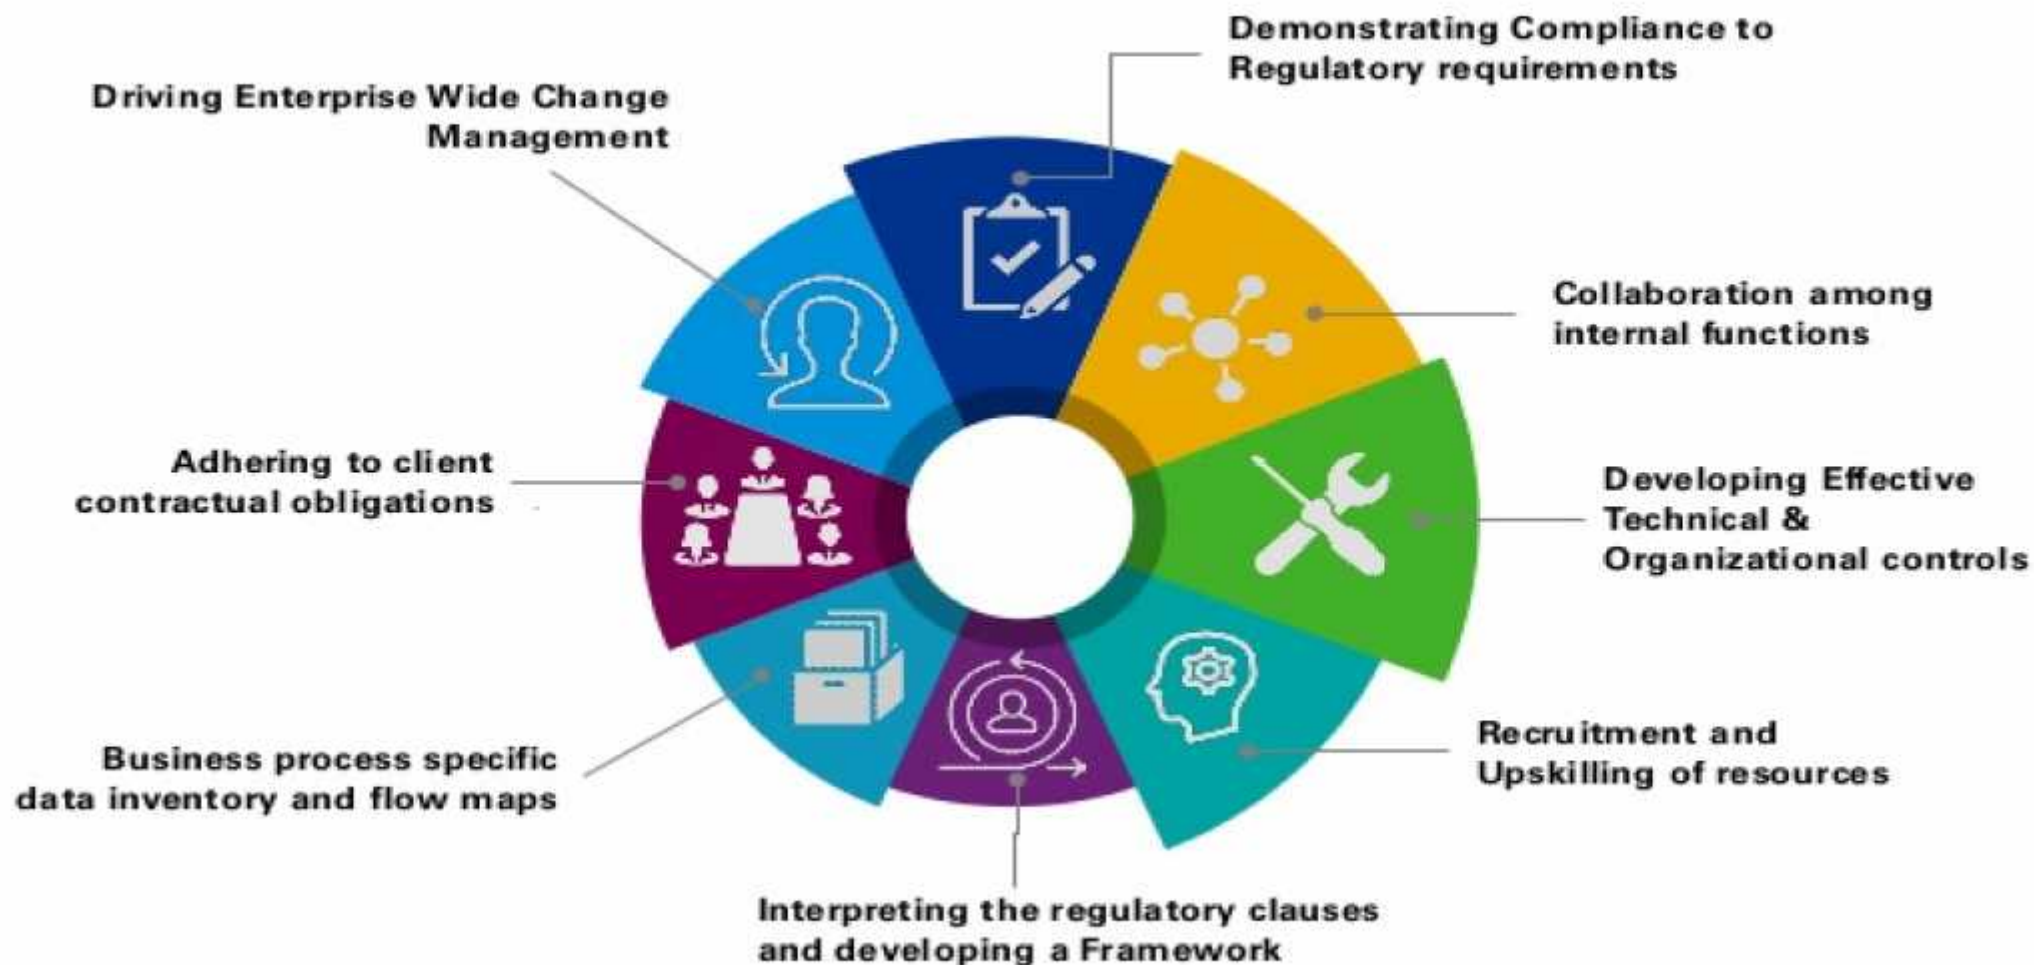 Demonstrating Compliance to
Regulatory requirements
Driving Enterprise Wide Change
Management
Collaboration among
internal functions
Adhering to client
contractual obligations
Developing Effective
Technical &
Organizational controls
Recruitment and
Upskilling of resources
Business process specific
data inventory and flow maps
Interpreting the regulatory clauses
and developing a Framework